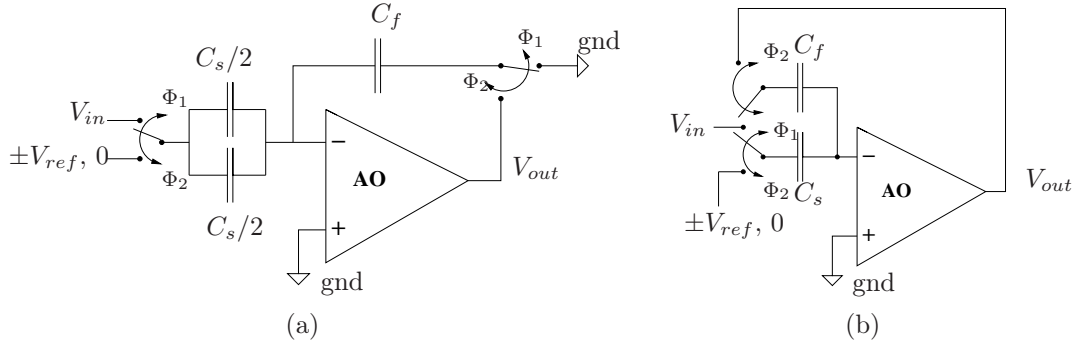 C_f
Φ_1
gnd
C_s/2
Φ_2
V_in
Φ_1
±V_ref, 0
Φ_2
C_s/2
−
AO
+
V_out
gnd
(a)
Φ_2
C_f
V_in
Φ_1
Φ_2
C_s
±V_ref, 0
−
AO
+
V_out
gnd
(b)